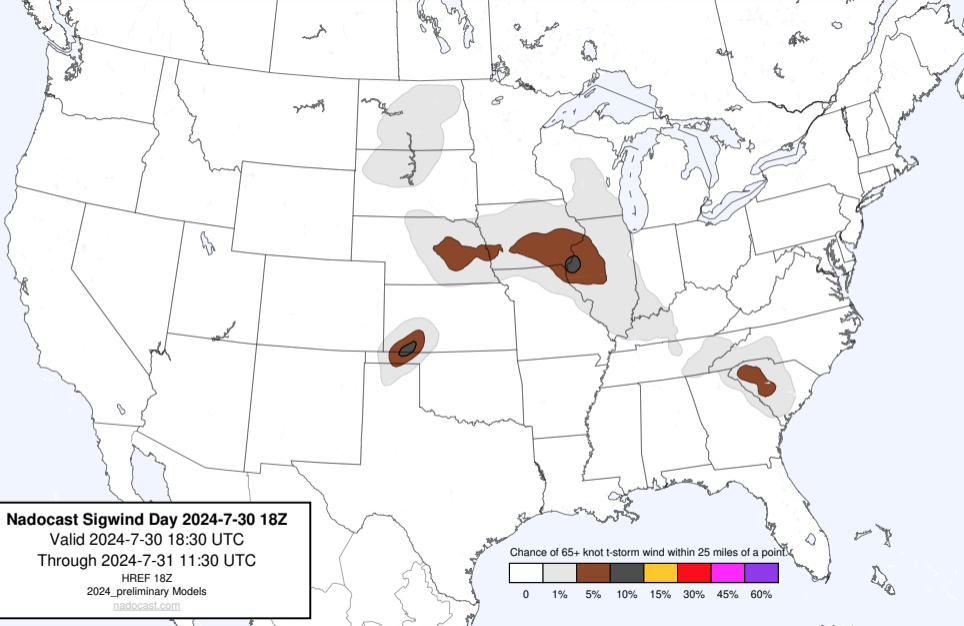 Nadocast Sigwind Day 2024-7-30 18Z
Valid 2024-7-30 18:30 UTC
Through 2024-7-31 11:30 UTC
HREF 18Z
2024_preliminary Models
nadocast.com
Chance of 65+ knot t-storm wind within 25 miles of a point.
0 1% 5% 10% 15% 30% 45% 60%